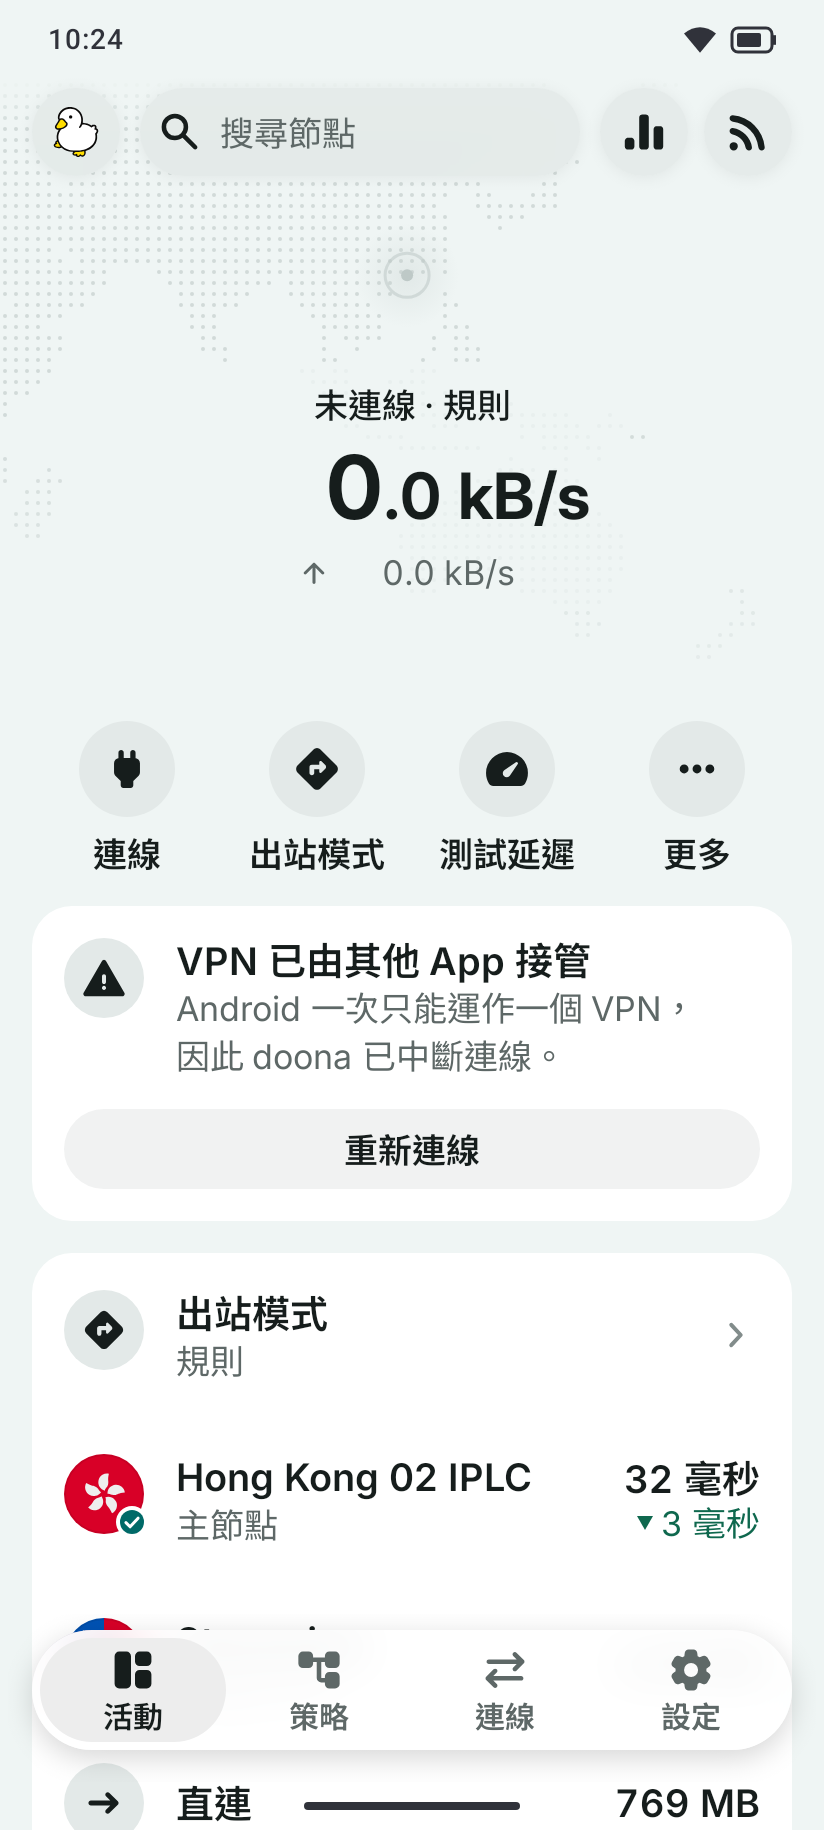 10:24
搜尋節點
未連線 · 規則
0.0 kB/s
↑ 0.0 kB/s
連線
出站模式
測試延遲
更多
VPN 已由其他 App 接管
Android 一次只能運作一個 VPN，
因此 doona 已中斷連線。
重新連線
出站模式
規則
Hong Kong 02 IPLC
32 毫秒
主節點
▼3 毫秒
活動
策略
連線
設定
直連
769 MB